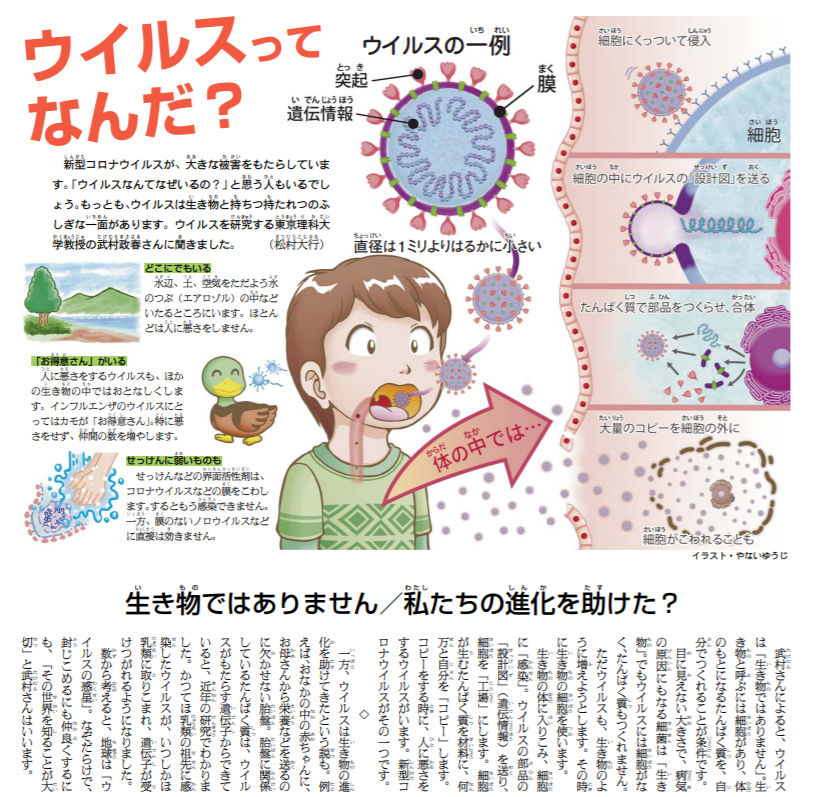 ウイルスって
なんだ？
新型コロナウイルスが、大きな被害をもたらしていま
す。「ウイルスなんてなぜいるの？」と思う人もいるでし
ょう。もっとも、ウイルスは生き物と持ちつ持たれつのふ
しぎな一面があります。ウイルスを研究する東京理科大
学教授の武村政春さんに聞きました。（松村大行）
どこにでもいる
水辺、土、空気をただよう水
のつぶ（エアロゾル）の中など
いたるところにいます。ほとん
どは人に悪さをしません。
「お得意さん」がいる
人に悪さをするウイルスも、ほか
の生き物の中ではおとなしくしま
す。インフルエンザのウイルスにと
ってはカモが「お得意さん」。特に悪
さをせず、仲間の数を増やします。
せっけんに弱いものも
せっけんなどの界面活性剤は、
コロナウイルスなどの膜をこわし
ます。するともう感染できません。
一方、膜のないノロウイルスなど
に直接は効きません。
ウイルスの一例
突起
膜
遺伝情報
直径は1ミリよりはるかに小さい
体の中では…
細胞にくっついて侵入
細胞
細胞の中にウイルスの「設計図」を送る
たんぱく質で部品をつくらせ、合体
大量のコピーを細胞の外に
細胞がこわれることも
イラスト・やないゆうじ
生き物ではありません／私たちの進化を助けた？
武村さんによると、ウイルス
は「生き物ではありません」。生
き物と呼ぶには細胞があり、体
のもとになるたんぱく質を、自
分でつくれることが条件です。
目に見えない大きさで、病気
の原因にもなる細菌は「生き
物」。でもウイルスには細胞がな
く、たんぱく質もつくれません。
ただウイルスも、生き物のよ
うに増えようとします。その時
に生き物の細胞を使います。
生き物の体に入りこみ、細胞
に「感染」。ウイルスの部品の
「設計図」（遺伝情報）を送り、
細胞を「工場」にします。細胞
が生むたんぱく質を材料に、何
万と自分を「コピー」します。
コピーをする時に、人に悪さを
するウイルスがいます。新型コ
ロナウイルスがその一つです。
◇
一方、ウイルスは生き物の進
化を助けてきたという説も。例
えば、おなかの中の赤ちゃんに、
お母さんから栄養などを送るの
に欠かせない胎盤。胎盤に関係
しているたんぱく質は、ウイル
スがもたらす遺伝子からできて
いると、近年の研究でわかりま
した。かつてほ乳類の祖先に感
染したウイルスが、いつしかほ
乳類に取りこまれ、遺伝子が受
けつがれるようになりました。
数から考えると、地球は「ウ
イルスの惑星」。なぞだらけで、
封じこめるにも仲良くするに
も、「その世界を知ることが大
切」と武村さんはいいます。